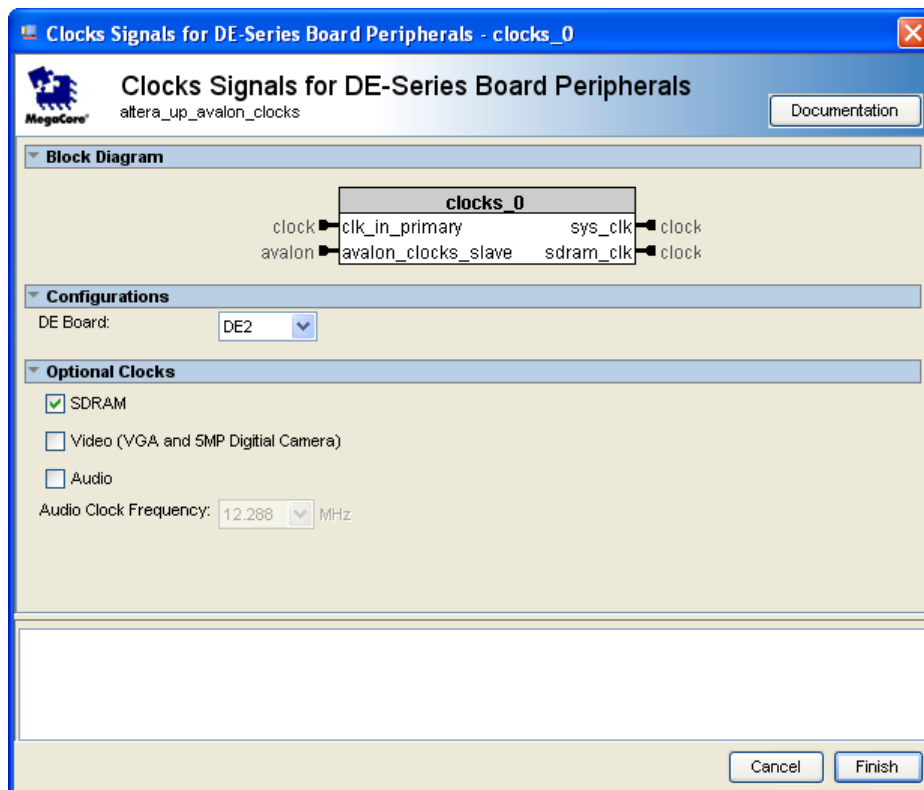 Clocks Signals for DE-Series Board Peripherals - clocks_0
MegaCore®
Clocks Signals for DE-Series Board Peripherals
altera_up_avalon_clocks
Documentation
Block Diagram
clocks_0
clock clk_in_primary sys_clk clock
avalon avalon_clocks_slave sdram_clk clock
Configurations
DE Board: DE2
Optional Clocks
SDRAM
Video (VGA and 5MP Digitial Camera)
Audio
Audio Clock Frequency: 12.288 MHz
Cancel Finish